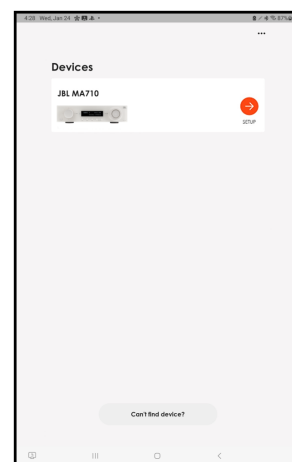 4:28 Wed, Jan 24
87%
Devices
JBL MA710
SETUP
Can't find device?